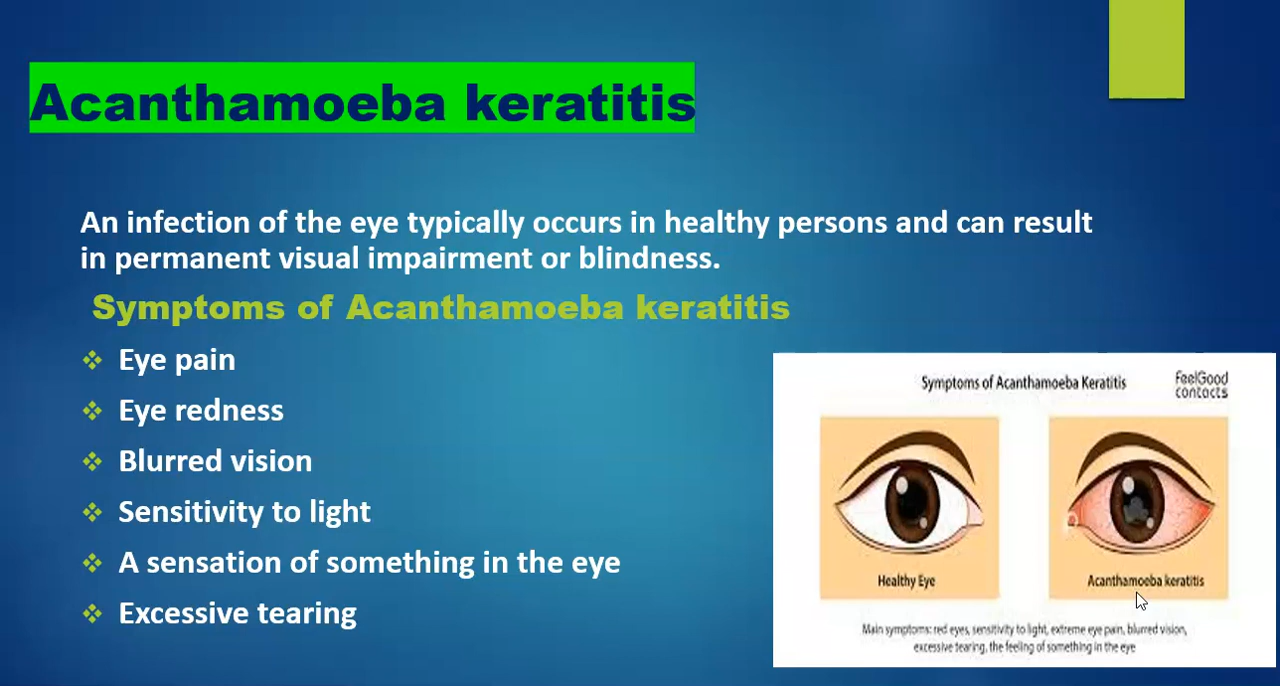 Acanthamoeba keratitis
An infection of the eye typically occurs in healthy persons and can result
in permanent visual impairment or blindness.
Symptoms of Acanthamoeba keratitis
Eye pain
Eye redness
Blurred vision
Sensitivity to light
A sensation of something in the eye
Excessive tearing
Symptoms of Acanthamoeba Keratitis
FeelGood
contacts
Healthy Eye
Acanthamoeba keratitis
Main symptoms: red eyes, sensitivity to light, extreme eye pain, blurred vision,
excessive tearing, the feeling of something in the eye